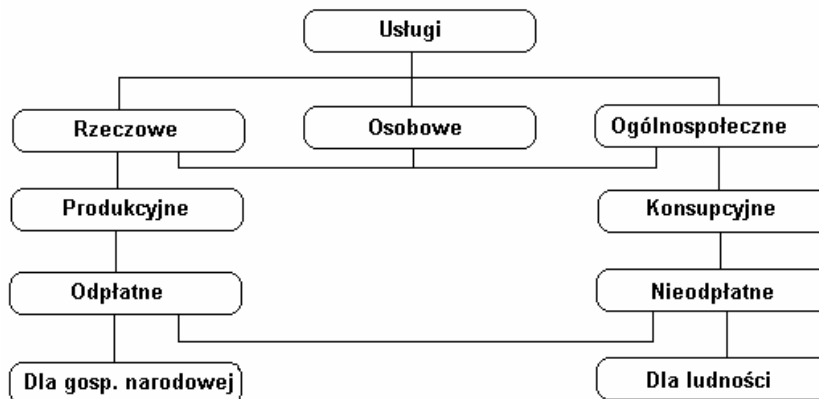 Usługi
Rzeczowe
Osobowe
Ogólnospołeczne
Produkcyjne
Konsupcyjne
Odpłatne
Nieodpłatne
Dla gosp. narodowej
Dla ludności